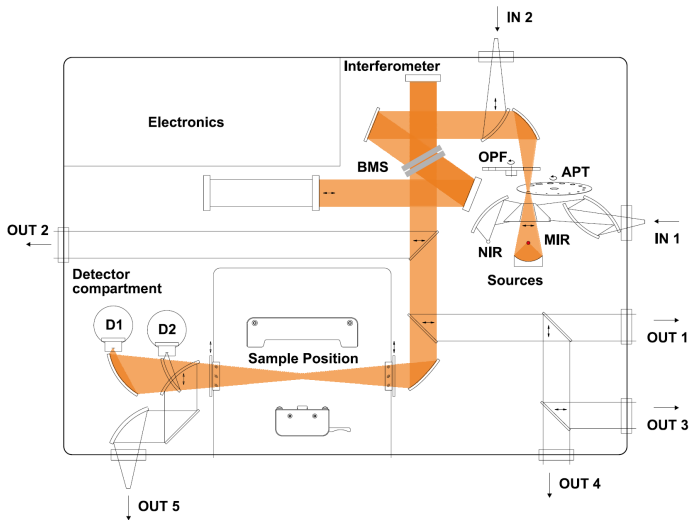 IN 2
Interferometer
Electronics
OPF
BMS
APT
OUT 2
IN 1
NIR
MIR
Detector
compartment
Sources
D1
D2
OUT 1
Sample Position
OUT 3
OUT 4
OUT 5